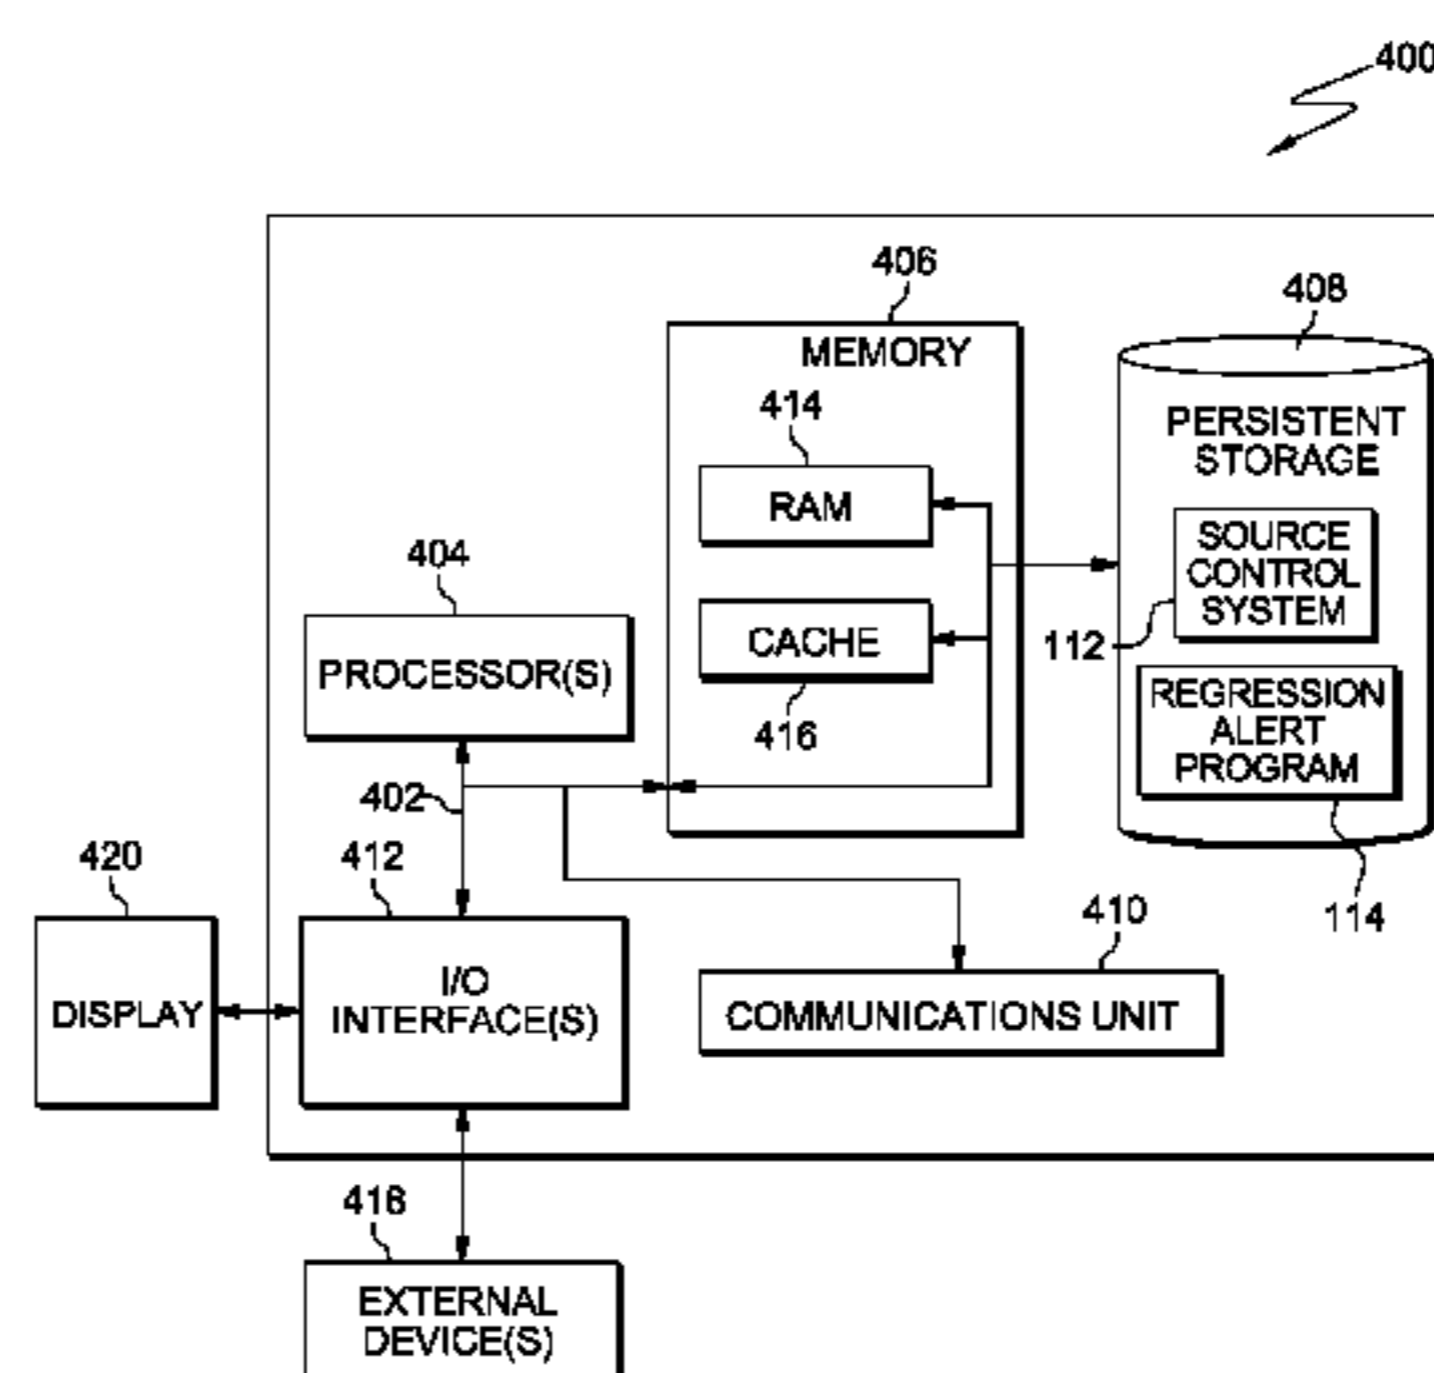 400
406
408
MEMORY
414
PERSISTENT
STORAGE
RAM
SOURCE
CONTROL
SYSTEM
404
112
CACHE
PROCESSOR(S)
REGRESSION
ALERT
PROGRAM
416
402
412
420
114
410
I/O
INTERFACE(S)
DISPLAY
COMMUNICATIONS UNIT
418
EXTERNAL
DEVICE(S)